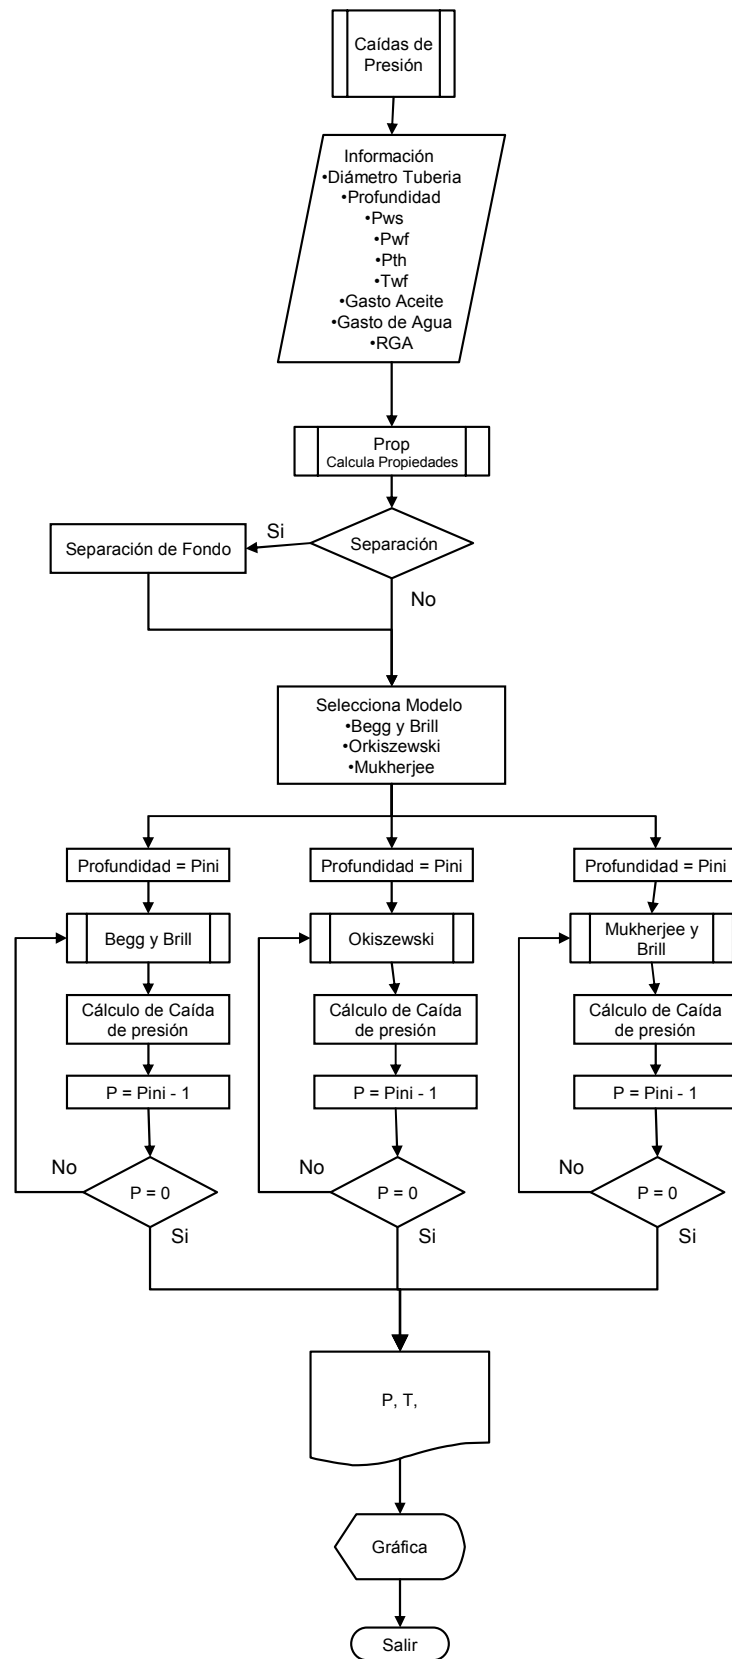 Caídas de
Presión
Información
•Diámetro Tuberia
•Profundidad
•Pws
•Pwf
•Pth
•Twf
•Gasto Aceite
•Gasto de Agua
•RGA
Prop
Calcula Propiedades
Si
Separación de Fondo
Separación
No
Selecciona Modelo
•Begg y Brill
•Orkiszewski
•Mukherjee
Profundidad = Pini
Profundidad = Pini
Profundidad = Pini
Begg y Brill
Okiszewski
Mukherjee y
Brill
Cálculo de Caída
de presión
Cálculo de Caída
de presión
Cálculo de Caída
de presión
P = Pini - 1
P = Pini - 1
P = Pini - 1
No
P = 0
Si
No
P = 0
Si
No
P = 0
Si
P, T,
Gráfica
Salir